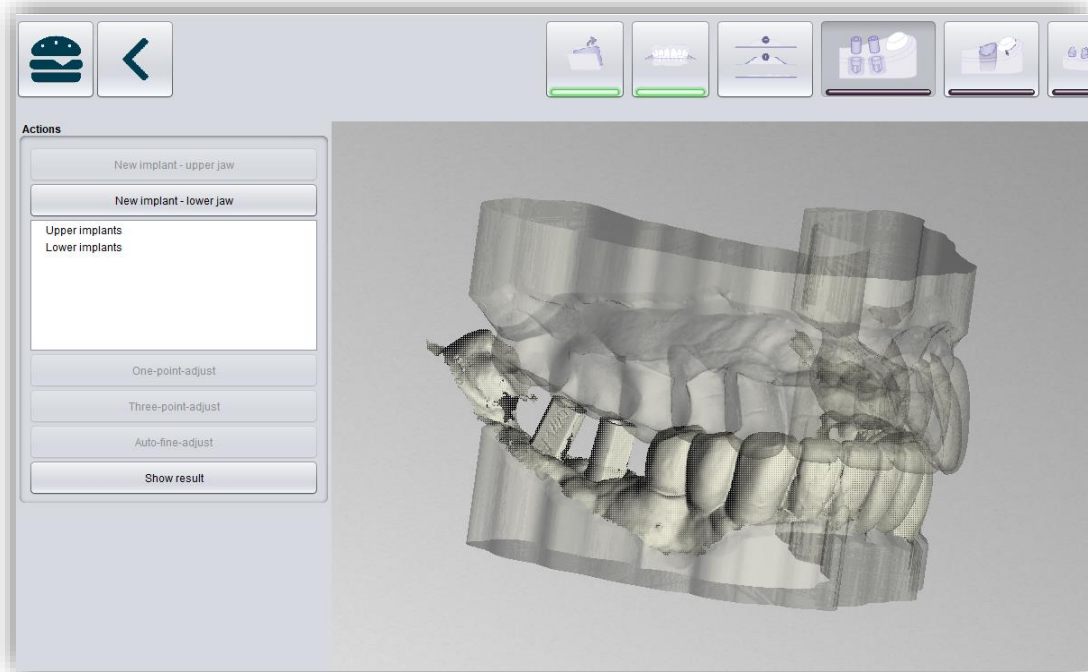 Actions
New implant - upper jaw
New implant - lower jaw
Upper implants
Lower implants
One-point-adjust
Three-point-adjust
Auto-fine-adjust
Show result